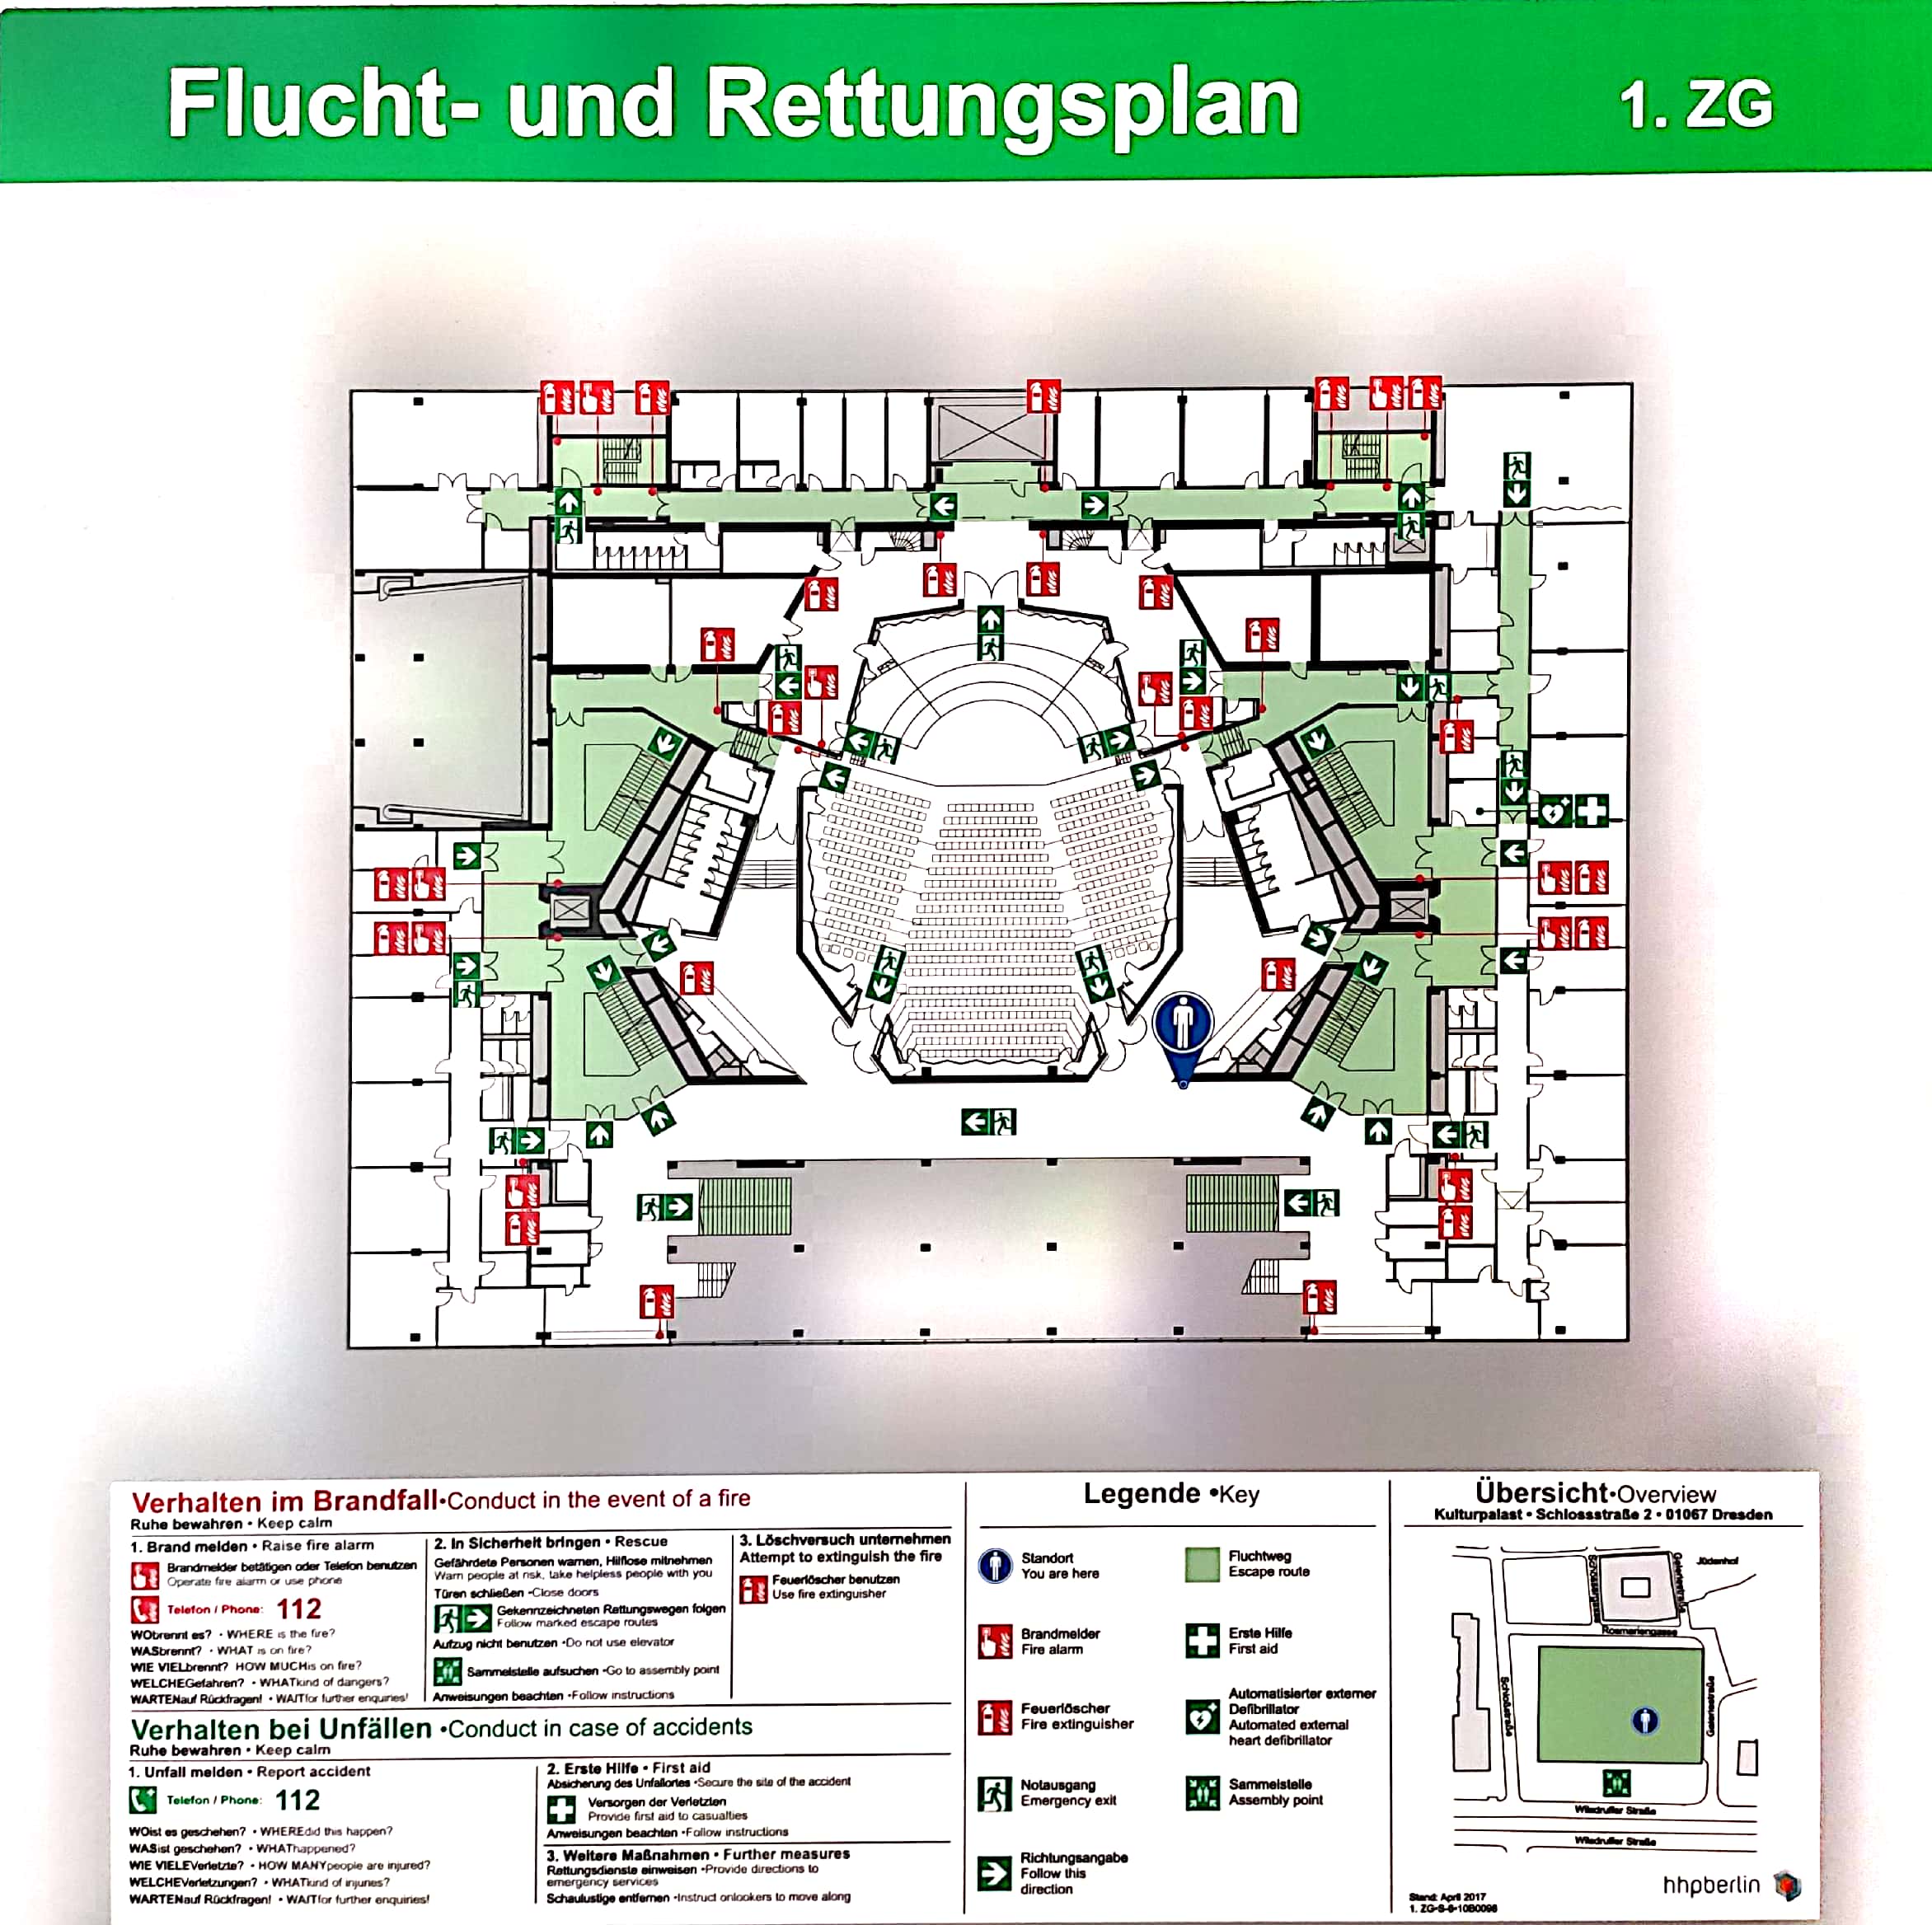 Flucht- und Rettungsplan
1. ZG
Verhalten im Brandfall•Conduct in the event of a fire
Ruhe bewahren • Keep calm
1. Brand melden • Raise fire alarm
Brandmelder betätigen oder Telefon benutzen
Operate fire alarm or use phone
Telefon / Phone: 112
WObrennt es? • WHERE is the fire?
WASbrennt? • WHAT is on fire?
WIE VIELbrennt? HOW MUCHis on fire?
WELCHEGefahren? • WHATkind of dangers?
WARTENauf Rückfragen! • WAITfor further enquiries!
2. In Sicherheit bringen • Rescue
Gefährdete Personen warnen, Hilflose mitnehmen
Warn people at risk, take helpless people with you
Türen schließen •Close doors
Gekennzeichneten Rettungswegen folgen
Follow marked escape routes
Aufzug nicht benutzen •Do not use elevator
Sammelstelle aufsuchen •Go to assembly point
Anweisungen beachten •Follow instructions
3. Löschversuch unternehmen
Attempt to extinguish the fire
Feuerlöscher benutzen
Use fire extinguisher
Verhalten bei Unfällen •Conduct in case of accidents
Ruhe bewahren • Keep calm
1. Unfall melden • Report accident
Telefon / Phone: 112
WOist es geschehen? • WHEREdid this happen?
WASist geschehen? • WHAThappened?
WIE VIELEVerletzte? • HOW MANYpeople are injured?
WELCHEVerletzungen? • WHATkind of injuries?
WARTENauf Rückfragen! • WAITfor further enquiries!
2. Erste Hilfe • First aid
Absicherung des Unfallortes •Secure the site of the accident
Versorgen der Verletzten
Provide first aid to casualties
Anweisungen beachten •Follow instructions
3. Weitere Maßnahmen • Further measures
Rettungsdienste einweisen •Provide directions to
emergency services
Schaulustige entfernen •Instruct onlookers to move along
Legende •Key
Standort
You are here
Brandmelder
Fire alarm
Feuerlöscher
Fire extinguisher
Notausgang
Emergency exit
Richtungsangabe
Follow this
direction
Fluchtweg
Escape route
Erste Hilfe
First aid
Automatisierter externer
Defibrillator
Automated external
heart defibrillator
Sammelstelle
Assembly point
Übersicht•Overview
Kulturpalast • Schlossstraße 2 • 01067 Dresden
Jüdenhof
Schössergasse
Galeriestraße
Rosmariengasse
Schloßstraße
Galeriestraße
Wilsdruffer Straße
Wilsdruffer Straße
hhpberlin
Stand: April 2017
1. ZG-S-6-10B0098